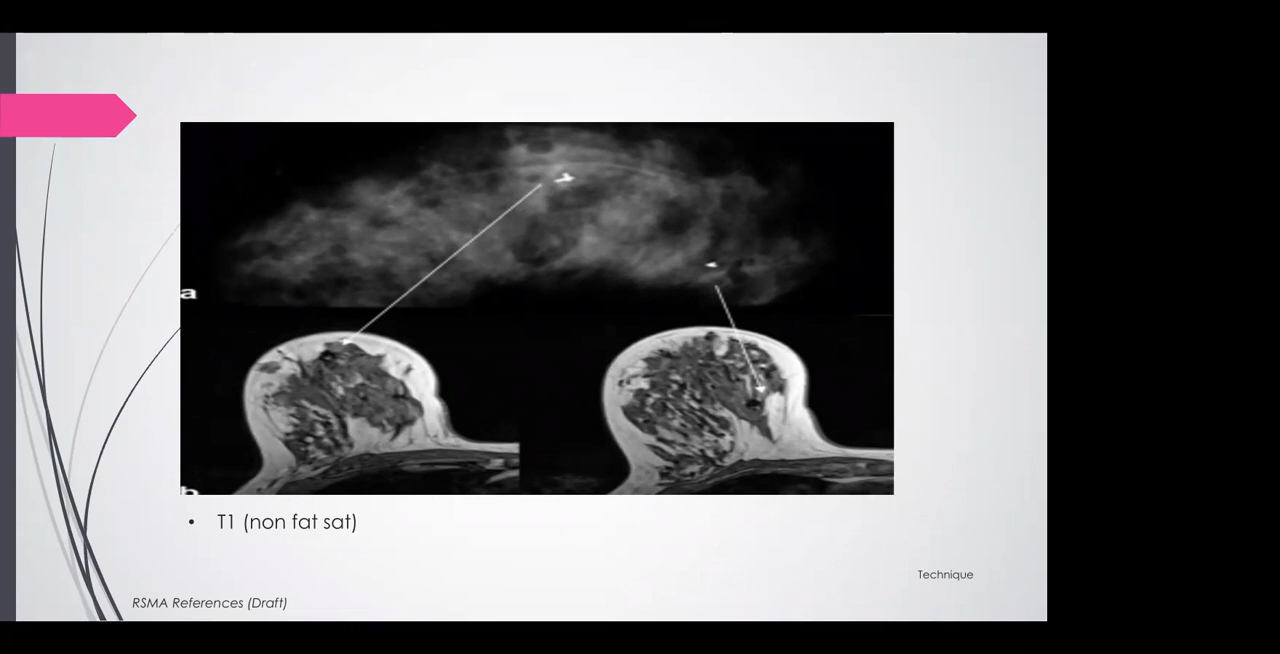 a
b
• T1 (non fat sat)
Technique
RSMA References (Draft)